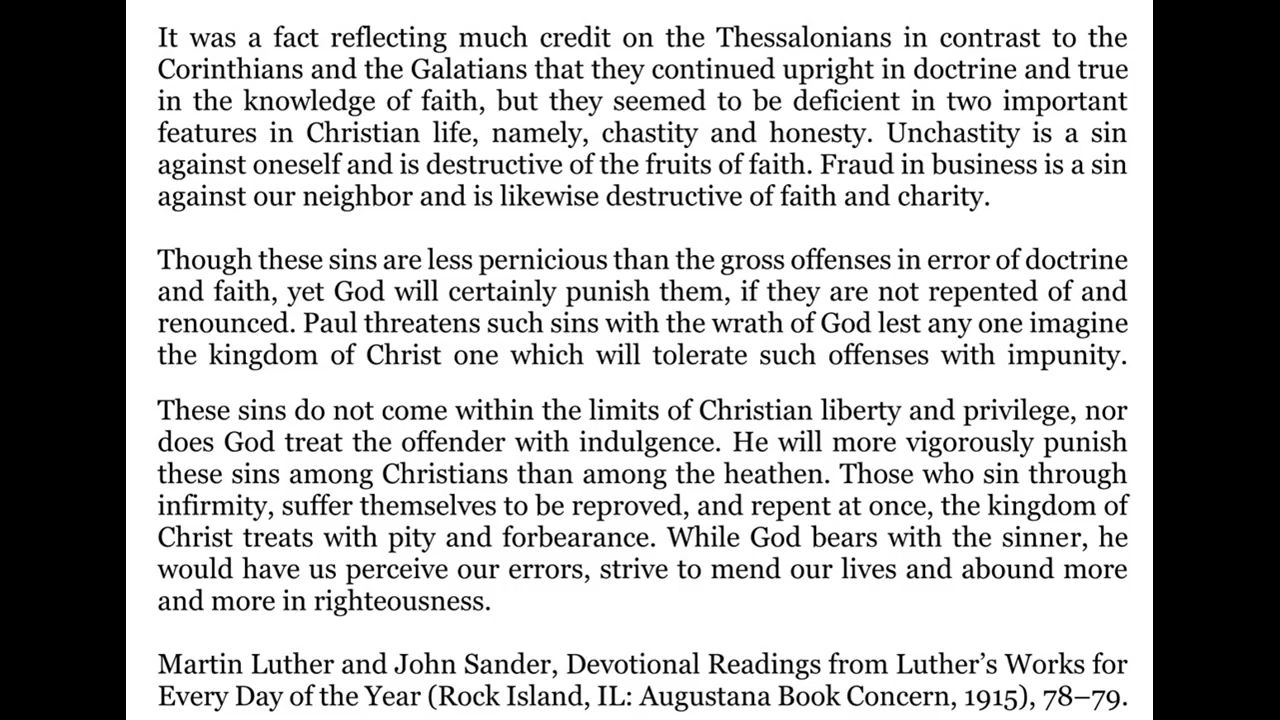 It was a fact reflecting much credit on the Thessalonians in contrast to the
Corinthians and the Galatians that they continued upright in doctrine and true
in the knowledge of faith, but they seemed to be deficient in two important
features in Christian life, namely, chastity and honesty. Unchastity is a sin
against oneself and is destructive of the fruits of faith. Fraud in business is a sin
against our neighbor and is likewise destructive of faith and charity.
Though these sins are less pernicious than the gross offenses in error of doctrine
and faith, yet God will certainly punish them, if they are not repented of and
renounced. Paul threatens such sins with the wrath of God lest any one imagine
the kingdom of Christ one which will tolerate such offenses with impunity.
These sins do not come within the limits of Christian liberty and privilege, nor
does God treat the offender with indulgence. He will more vigorously punish
these sins among Christians than among the heathen. Those who sin through
infirmity, suffer themselves to be reproved, and repent at once, the kingdom of
Christ treats with pity and forbearance. While God bears with the sinner, he
would have us perceive our errors, strive to mend our lives and abound more
and more in righteousness.
Martin Luther and John Sander, Devotional Readings from Luther’s Works for
Every Day of the Year (Rock Island, IL: Augustana Book Concern, 1915), 78–79.